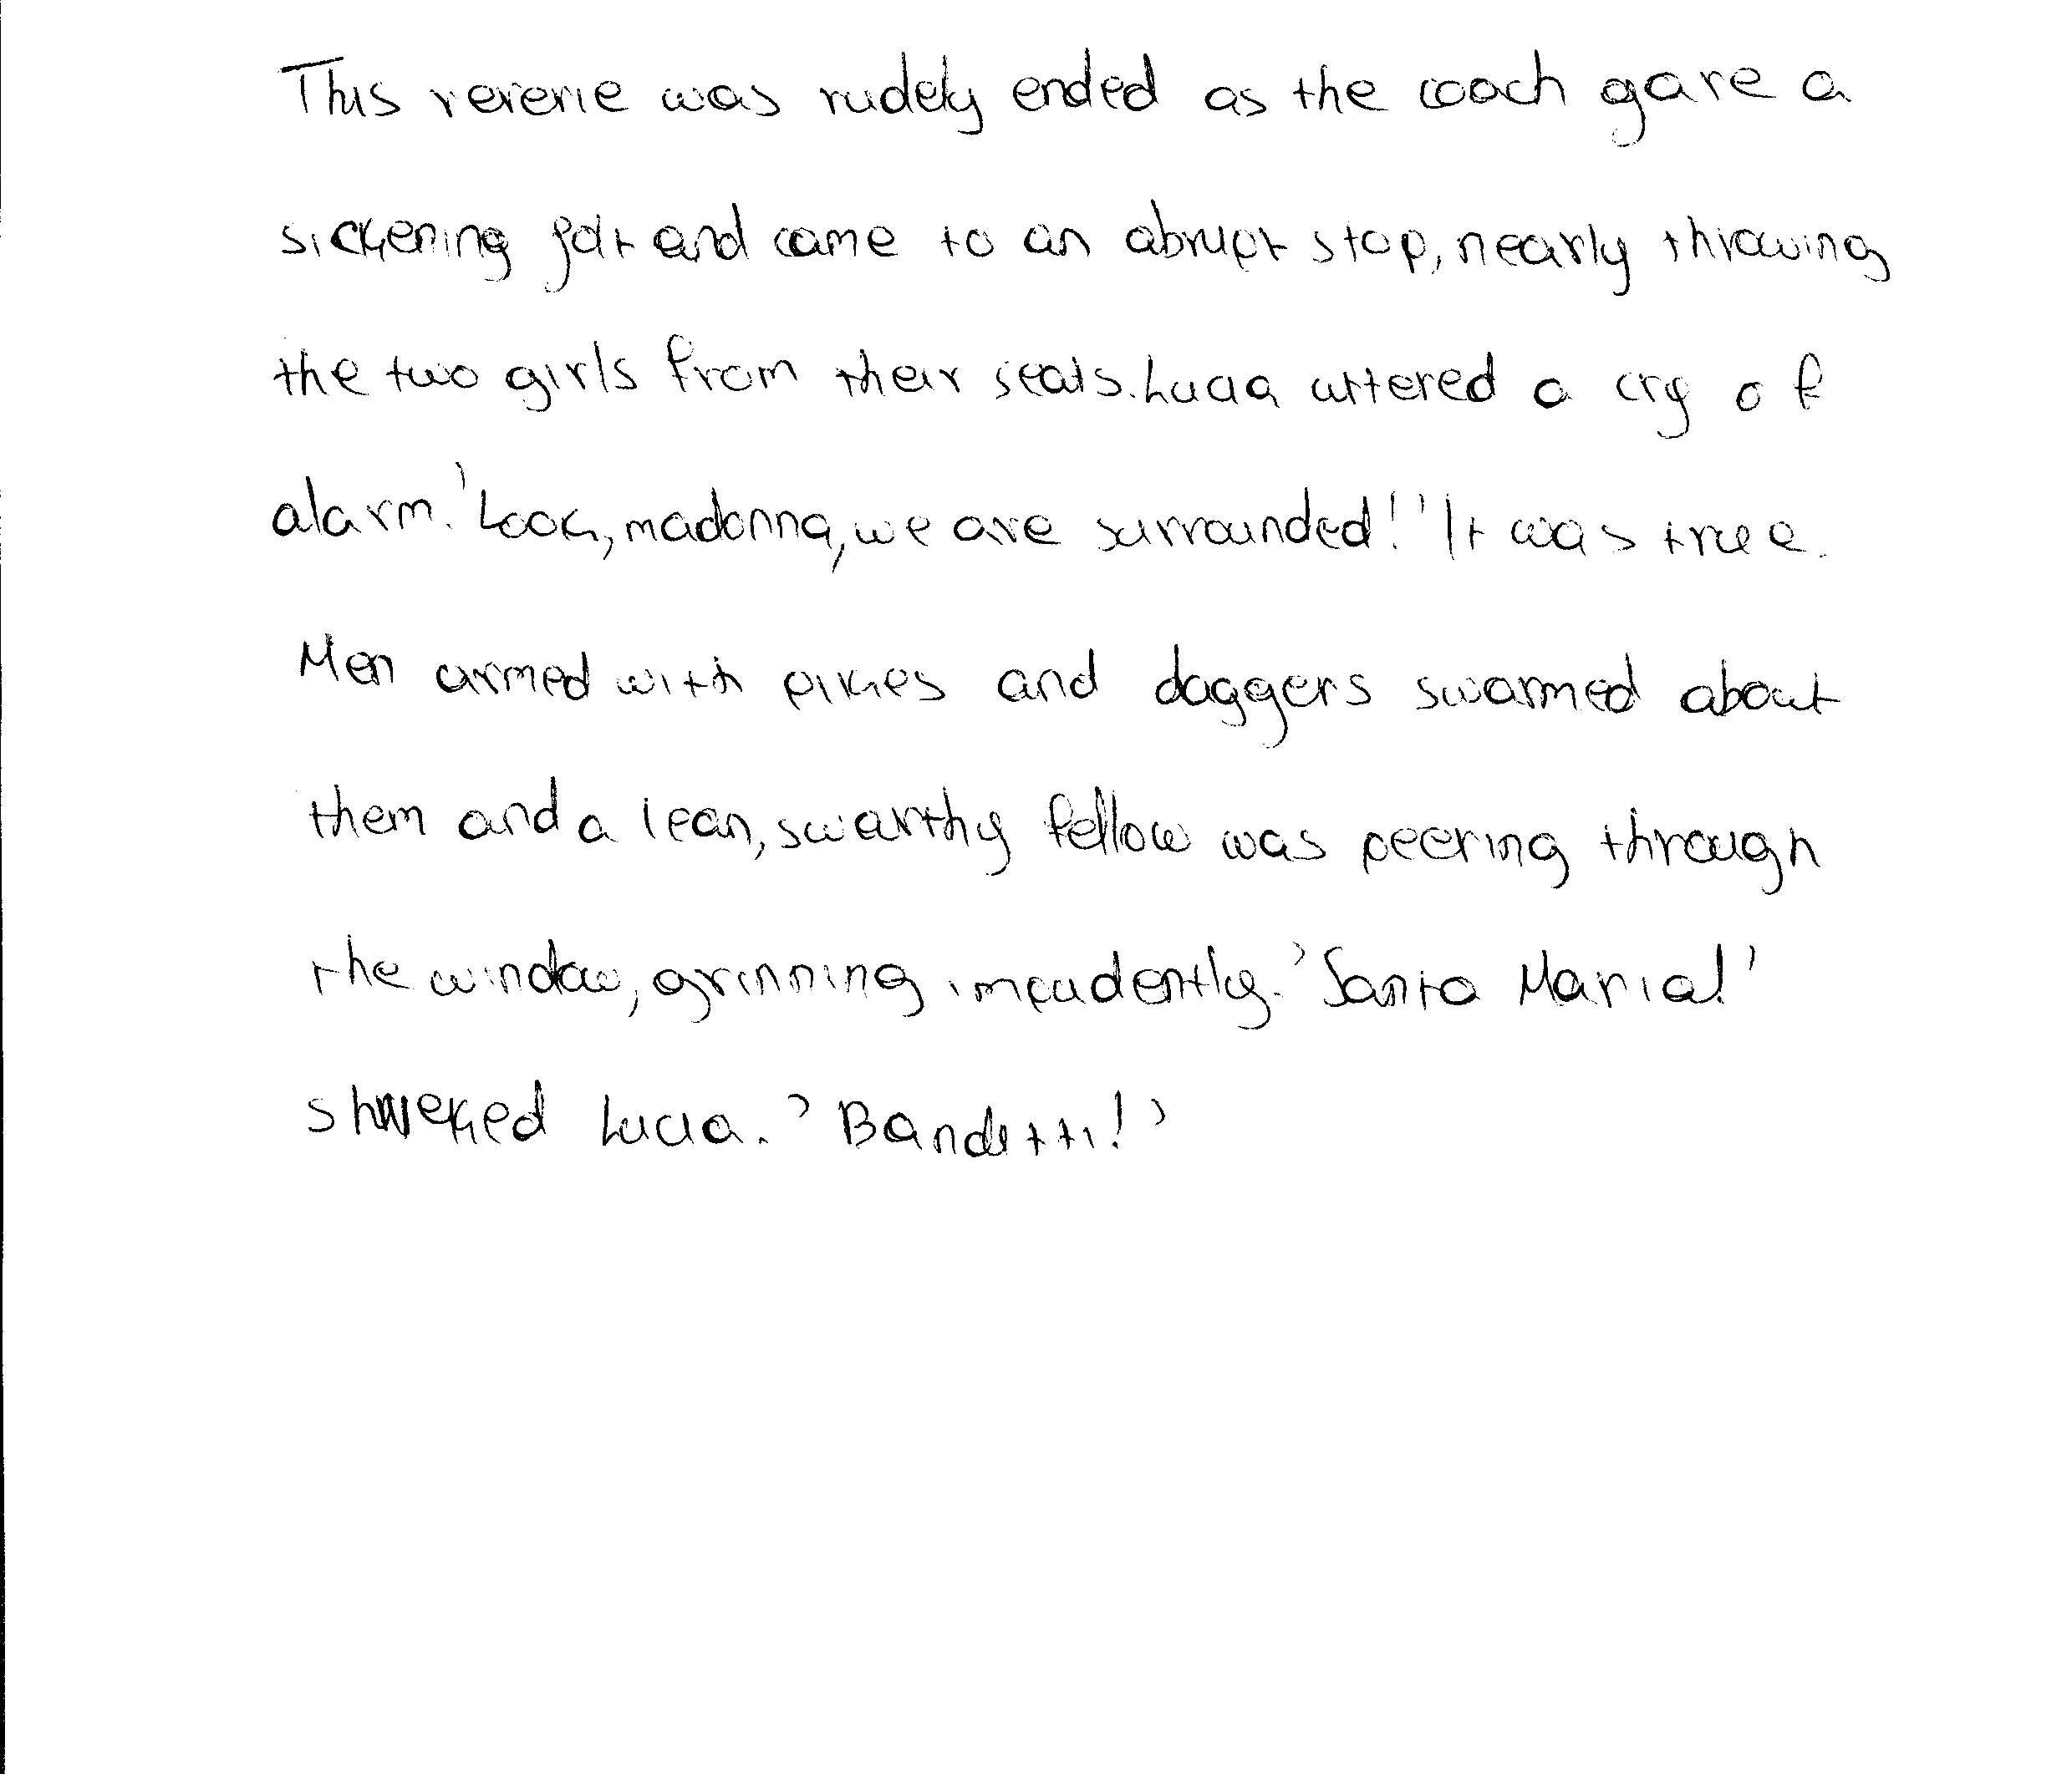 This reverie was rudely ended as the coach gave a
sickening jolt and came to an abrupt stop, nearly throwing
the two girls from their seats. Lucia uttered a cry of
alarm. 'Look, madonna, we are surrounded!' It was true.
Men armed with pikes and daggers swarmed about
them and a lean, swarthy fellow was peering through
the window, grinning impudently. 'Santa Maria!'
shrieked Lucia. 'Banditti!'